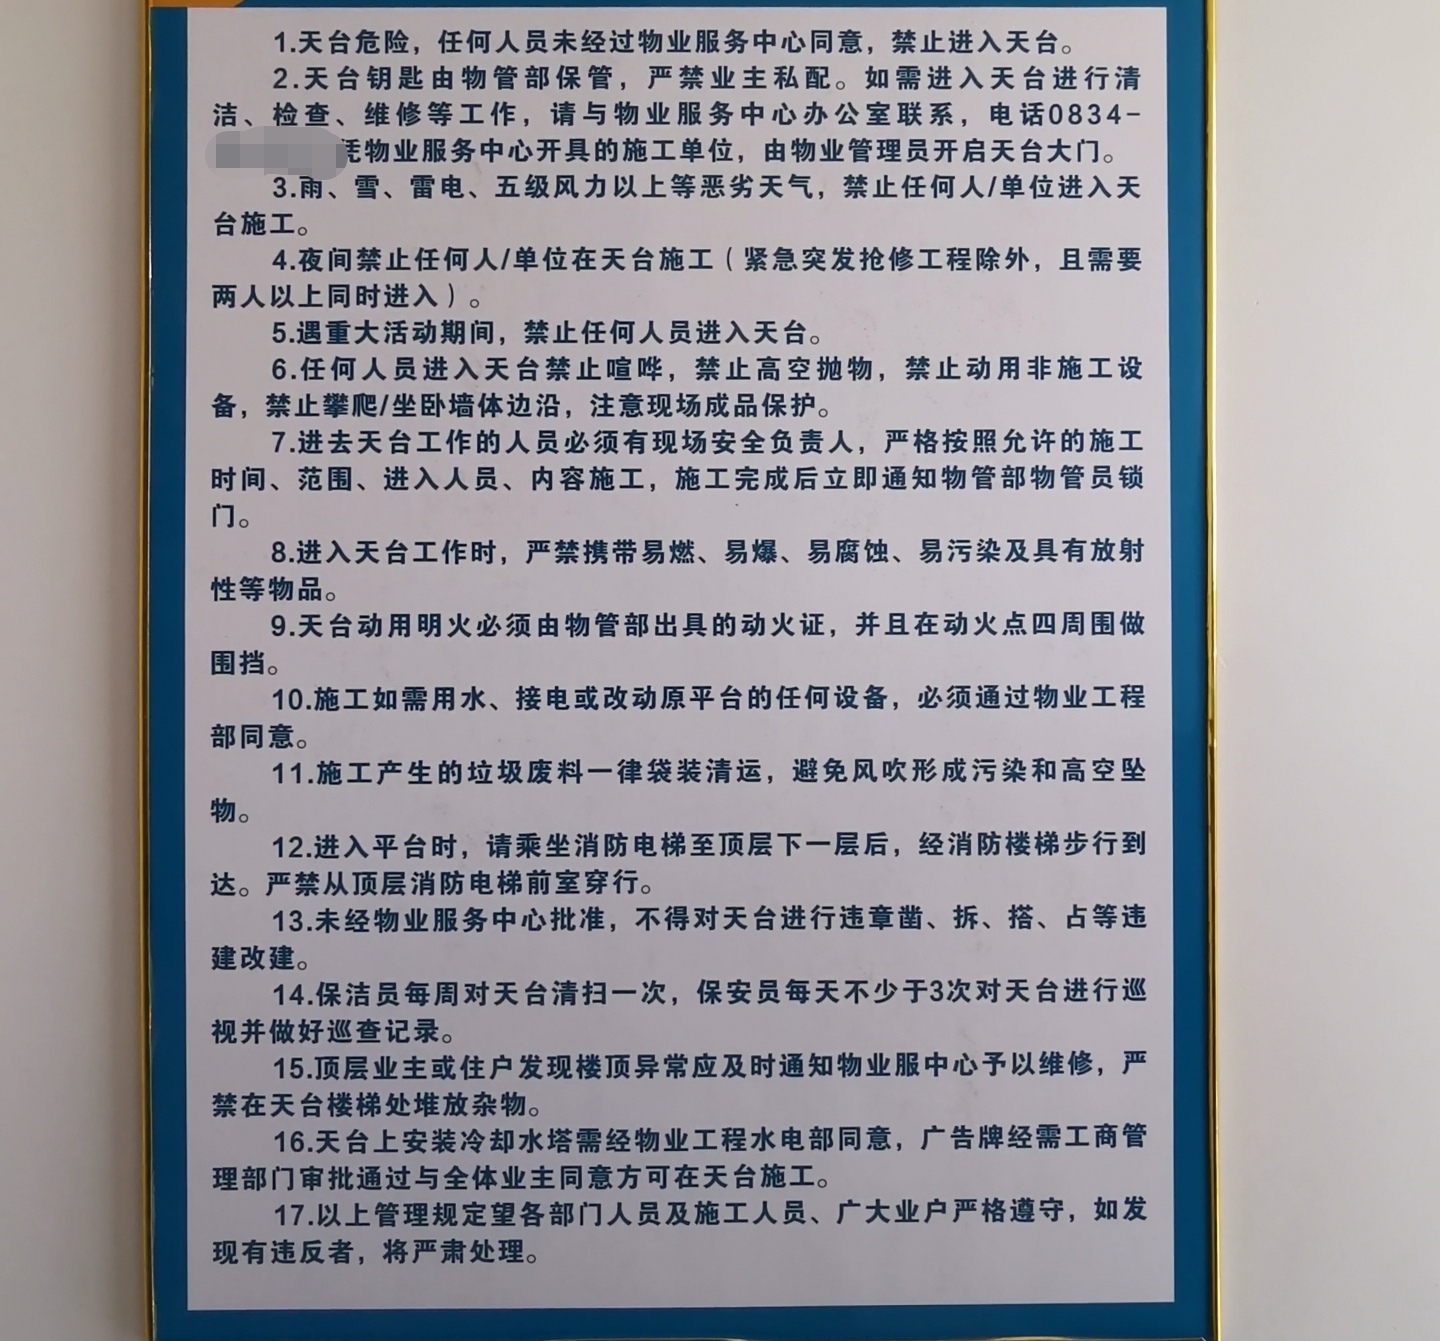 1.天台危险，任何人员未经过物业服务中心同意，禁止进入天台。
2.天台钥匙由物管部保管，严禁业主私配。如需进入天台进行清
洁、检查、维修等工作，请与物业服务中心办公室联系，电话0834-
凭物业服务中心开具的施工单位，由物业管理员开启天台大门。
3.雨、雪、雷电、五级风力以上等恶劣天气，禁止任何人/单位进入天
台施工。
4.夜间禁止任何人/单位在天台施工（紧急突发抢修工程除外，且需要
两人以上同时进入）。
5.遇重大活动期间，禁止任何人员进入天台。
6.任何人员进入天台禁止喧哗，禁止高空抛物，禁止动用非施工设
备，禁止攀爬/坐卧墙体边沿，注意现场成品保护。
7.进去天台工作的人员必须有现场安全负责人，严格按照允许的施工
时间、范围、进入人员、内容施工，施工完成后立即通知物管部物管员锁
门。
8.进入天台工作时，严禁携带易燃、易爆、易腐蚀、易污染及具有放射
性等物品。
9.天台动用明火必须由物管部出具的动火证，并且在动火点四周围做
围挡。
10.施工如需用水、接电或改动原平台的任何设备，必须通过物业工程
部同意。
11.施工产生的垃圾废料一律袋装清运，避免风吹形成污染和高空坠
物。
12.进入平台时，请乘坐消防电梯至顶层下一层后，经消防楼梯步行到
达。严禁从顶层消防电梯前室穿行。
13.未经物业服务中心批准，不得对天台进行违章凿、拆、搭、占等违
建改建。
14.保洁员每周对天台清扫一次，保安员每天不少于3次对天台进行巡
视并做好巡查记录。
15.顶层业主或住户发现楼顶异常应及时通知物业服中心予以维修，严
禁在天台楼梯处堆放杂物。
16.天台上安装冷却水塔需经物业工程水电部同意，广告牌经需工商管
理部门审批通过与全体业主同意方可在天台施工。
17.以上管理规定望各部门人员及施工人员、广大业户严格遵守，如发
现有违反者，将严肃处理。